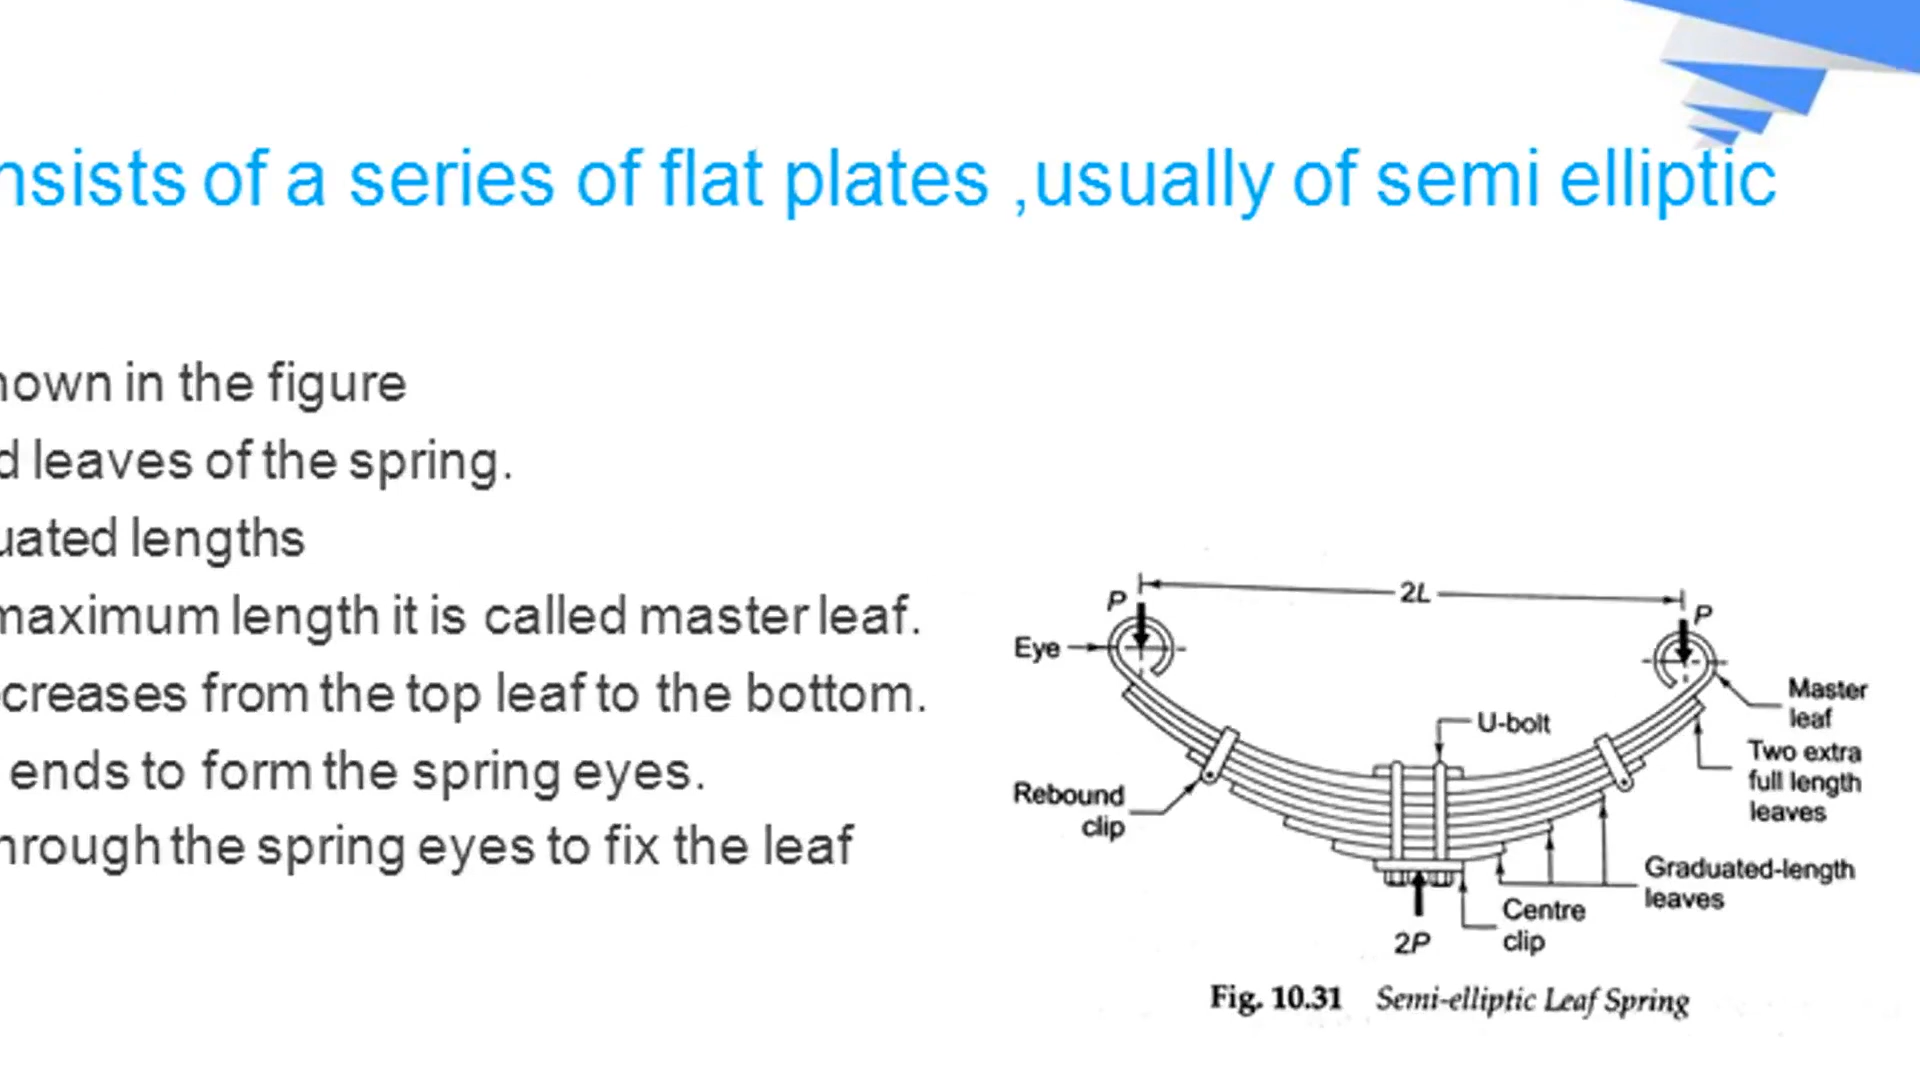 nsists of a series of flat plates ,usually of semi elliptic
hown in the figure
d leaves of the spring.
uated lengths
maximum length it is called master leaf.
creases from the top leaf to the bottom.
ends to form the spring eyes.
hrough the spring eyes to fix the leaf
2L
P
P
Eye
Master
leaf
U-bolt
Two extra
full length
leaves
Rebound
clip
Graduated-length
leaves
Centre
clip
2P
Fig. 10.31 Semi-elliptic Leaf Spring